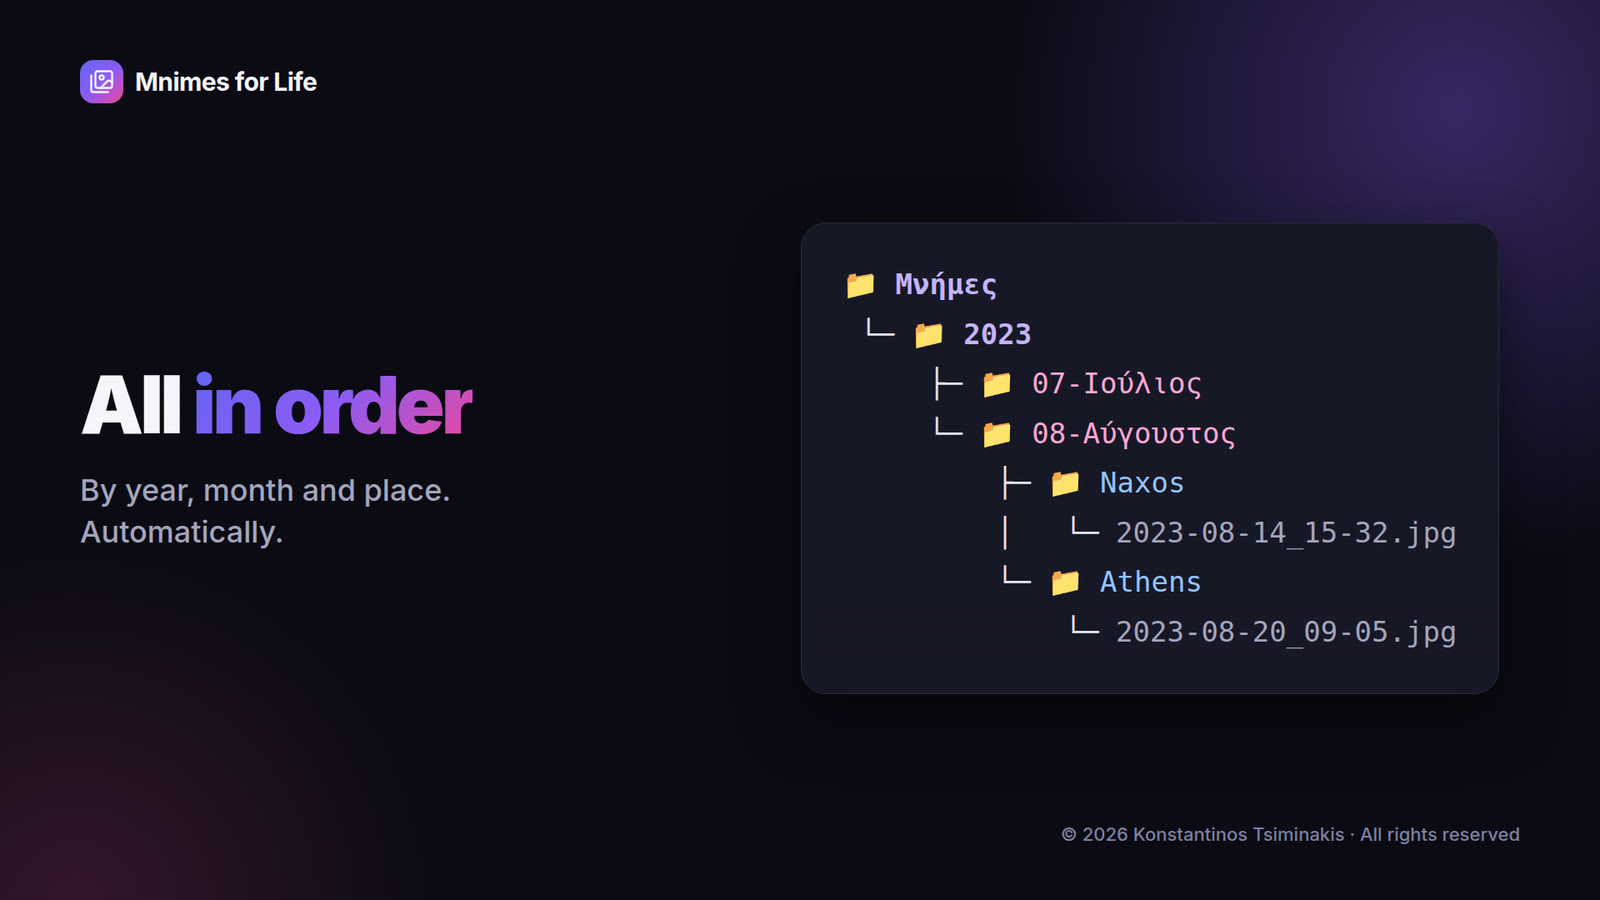 Mnimes for Life
All in order
By year, month and place.
Automatically.
📁 Μνήμες
└─ 📁 2023
├─ 📁 07-Ιούλιος
└─ 📁 08-Αύγουστος
├─ 📁 Naxos
│ └─ 2023-08-14_15-32.jpg
└─ 📁 Athens
└─ 2023-08-20_09-05.jpg
© 2026 Konstantinos Tsiminakis · All rights reserved